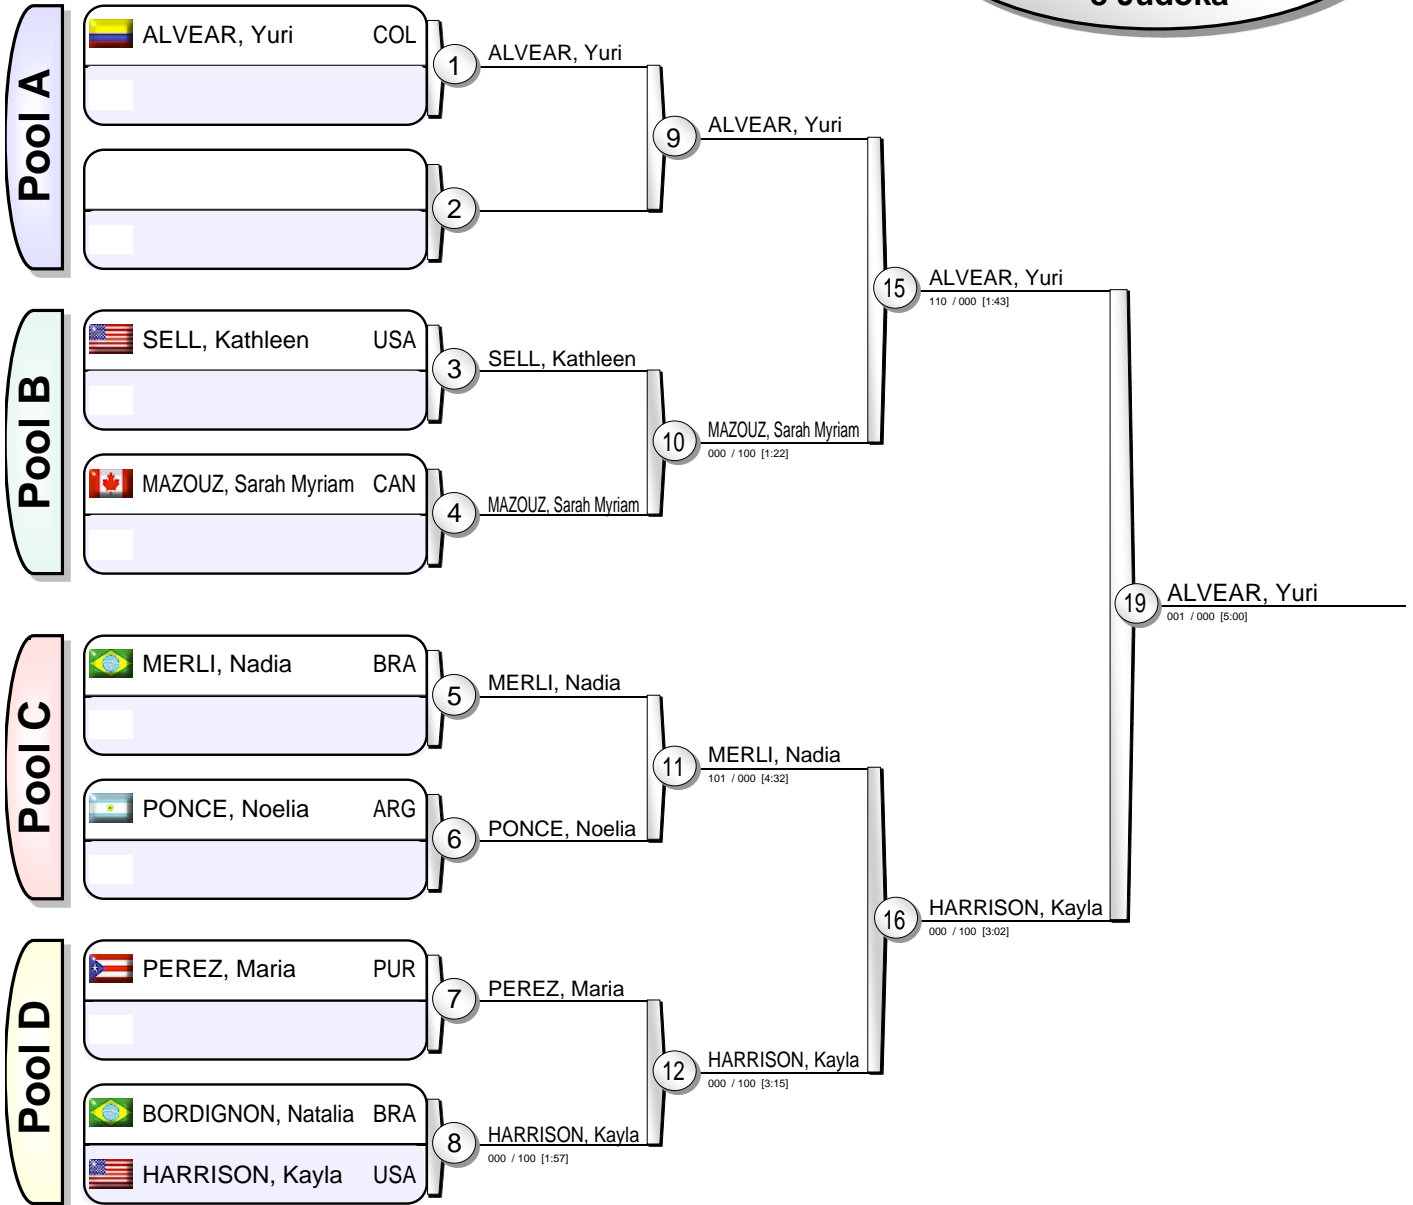 8 Judoka
Pool A
ALVEAR, Yuri COL
1
ALVEAR, Yuri
2
9
ALVEAR, Yuri
Pool B
SELL, Kathleen USA
3
SELL, Kathleen
MAZOUZ, Sarah Myriam CAN
4
MAZOUZ, Sarah Myriam
10
MAZOUZ, Sarah Myriam
000 / 100 [1:22]
15
ALVEAR, Yuri
110 / 000 [1:43]
Pool C
MERLI, Nadia BRA
5
MERLI, Nadia
PONCE, Noelia ARG
6
PONCE, Noelia
11
MERLI, Nadia
101 / 000 [4:32]
Pool D
PEREZ, Maria PUR
7
PEREZ, Maria
BORDIGNON, Natalia BRA
HARRISON, Kayla USA
8
HARRISON, Kayla
000 / 100 [1:57]
12
HARRISON, Kayla
000 / 100 [3:15]
16
HARRISON, Kayla
000 / 100 [3:02]
19
ALVEAR, Yuri
001 / 000 [5:00]